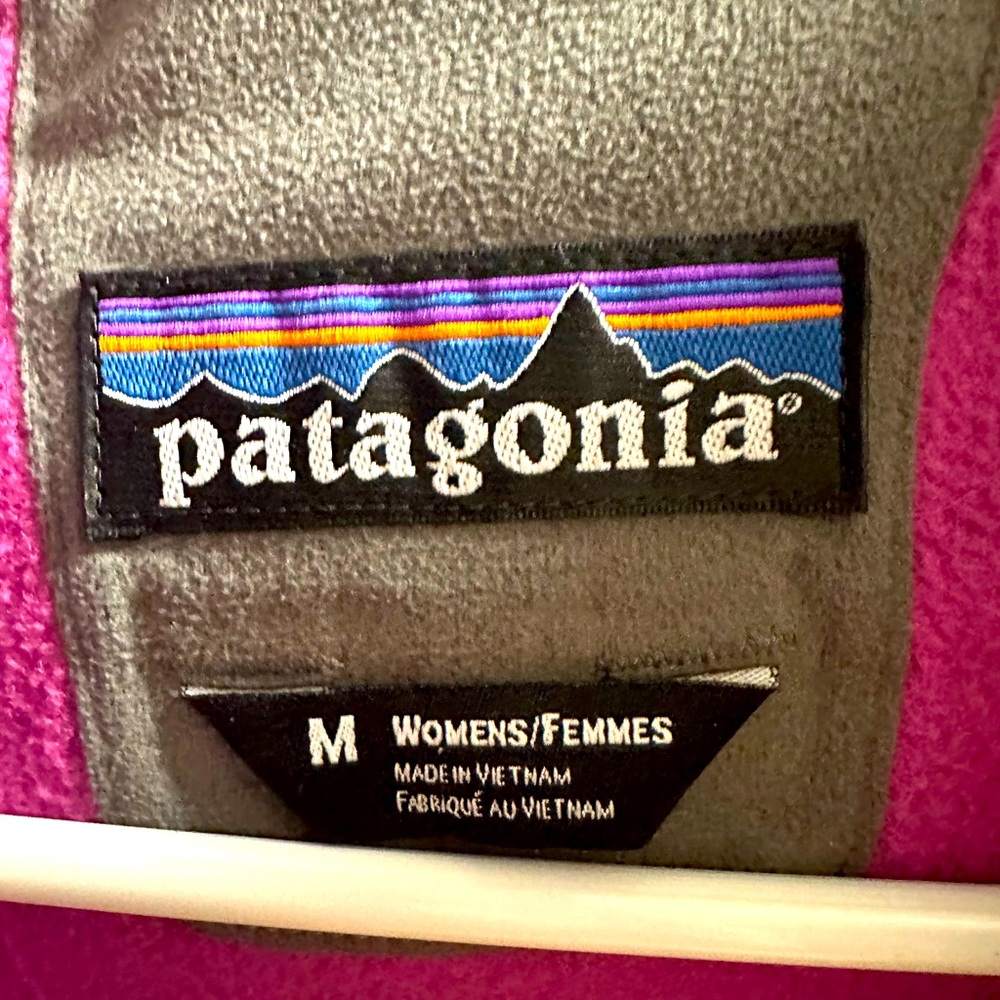 patagonia®
M WOMENS/FEMMES
MADE IN VIETNAM
FABRIQUÉ AU VIETNAM